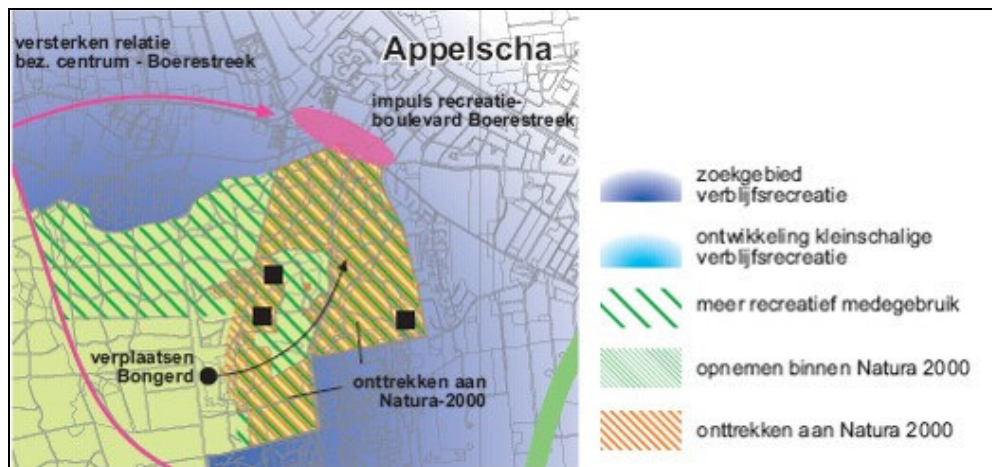 versterken relatie
bez. centrum - Boerestreek
Appelscha
impuls recreatie-
boulevard Boerestreek
verplaatsen
Bongerd
onttrekken aan
Natura-2000
zoekgebied
verblijfsrecreatie
ontwikkeling kleinschalige
verblijfsrecreatie
meer recreatief medegebruik
opnemen binnen Natura 2000
onttrekken aan Natura 2000